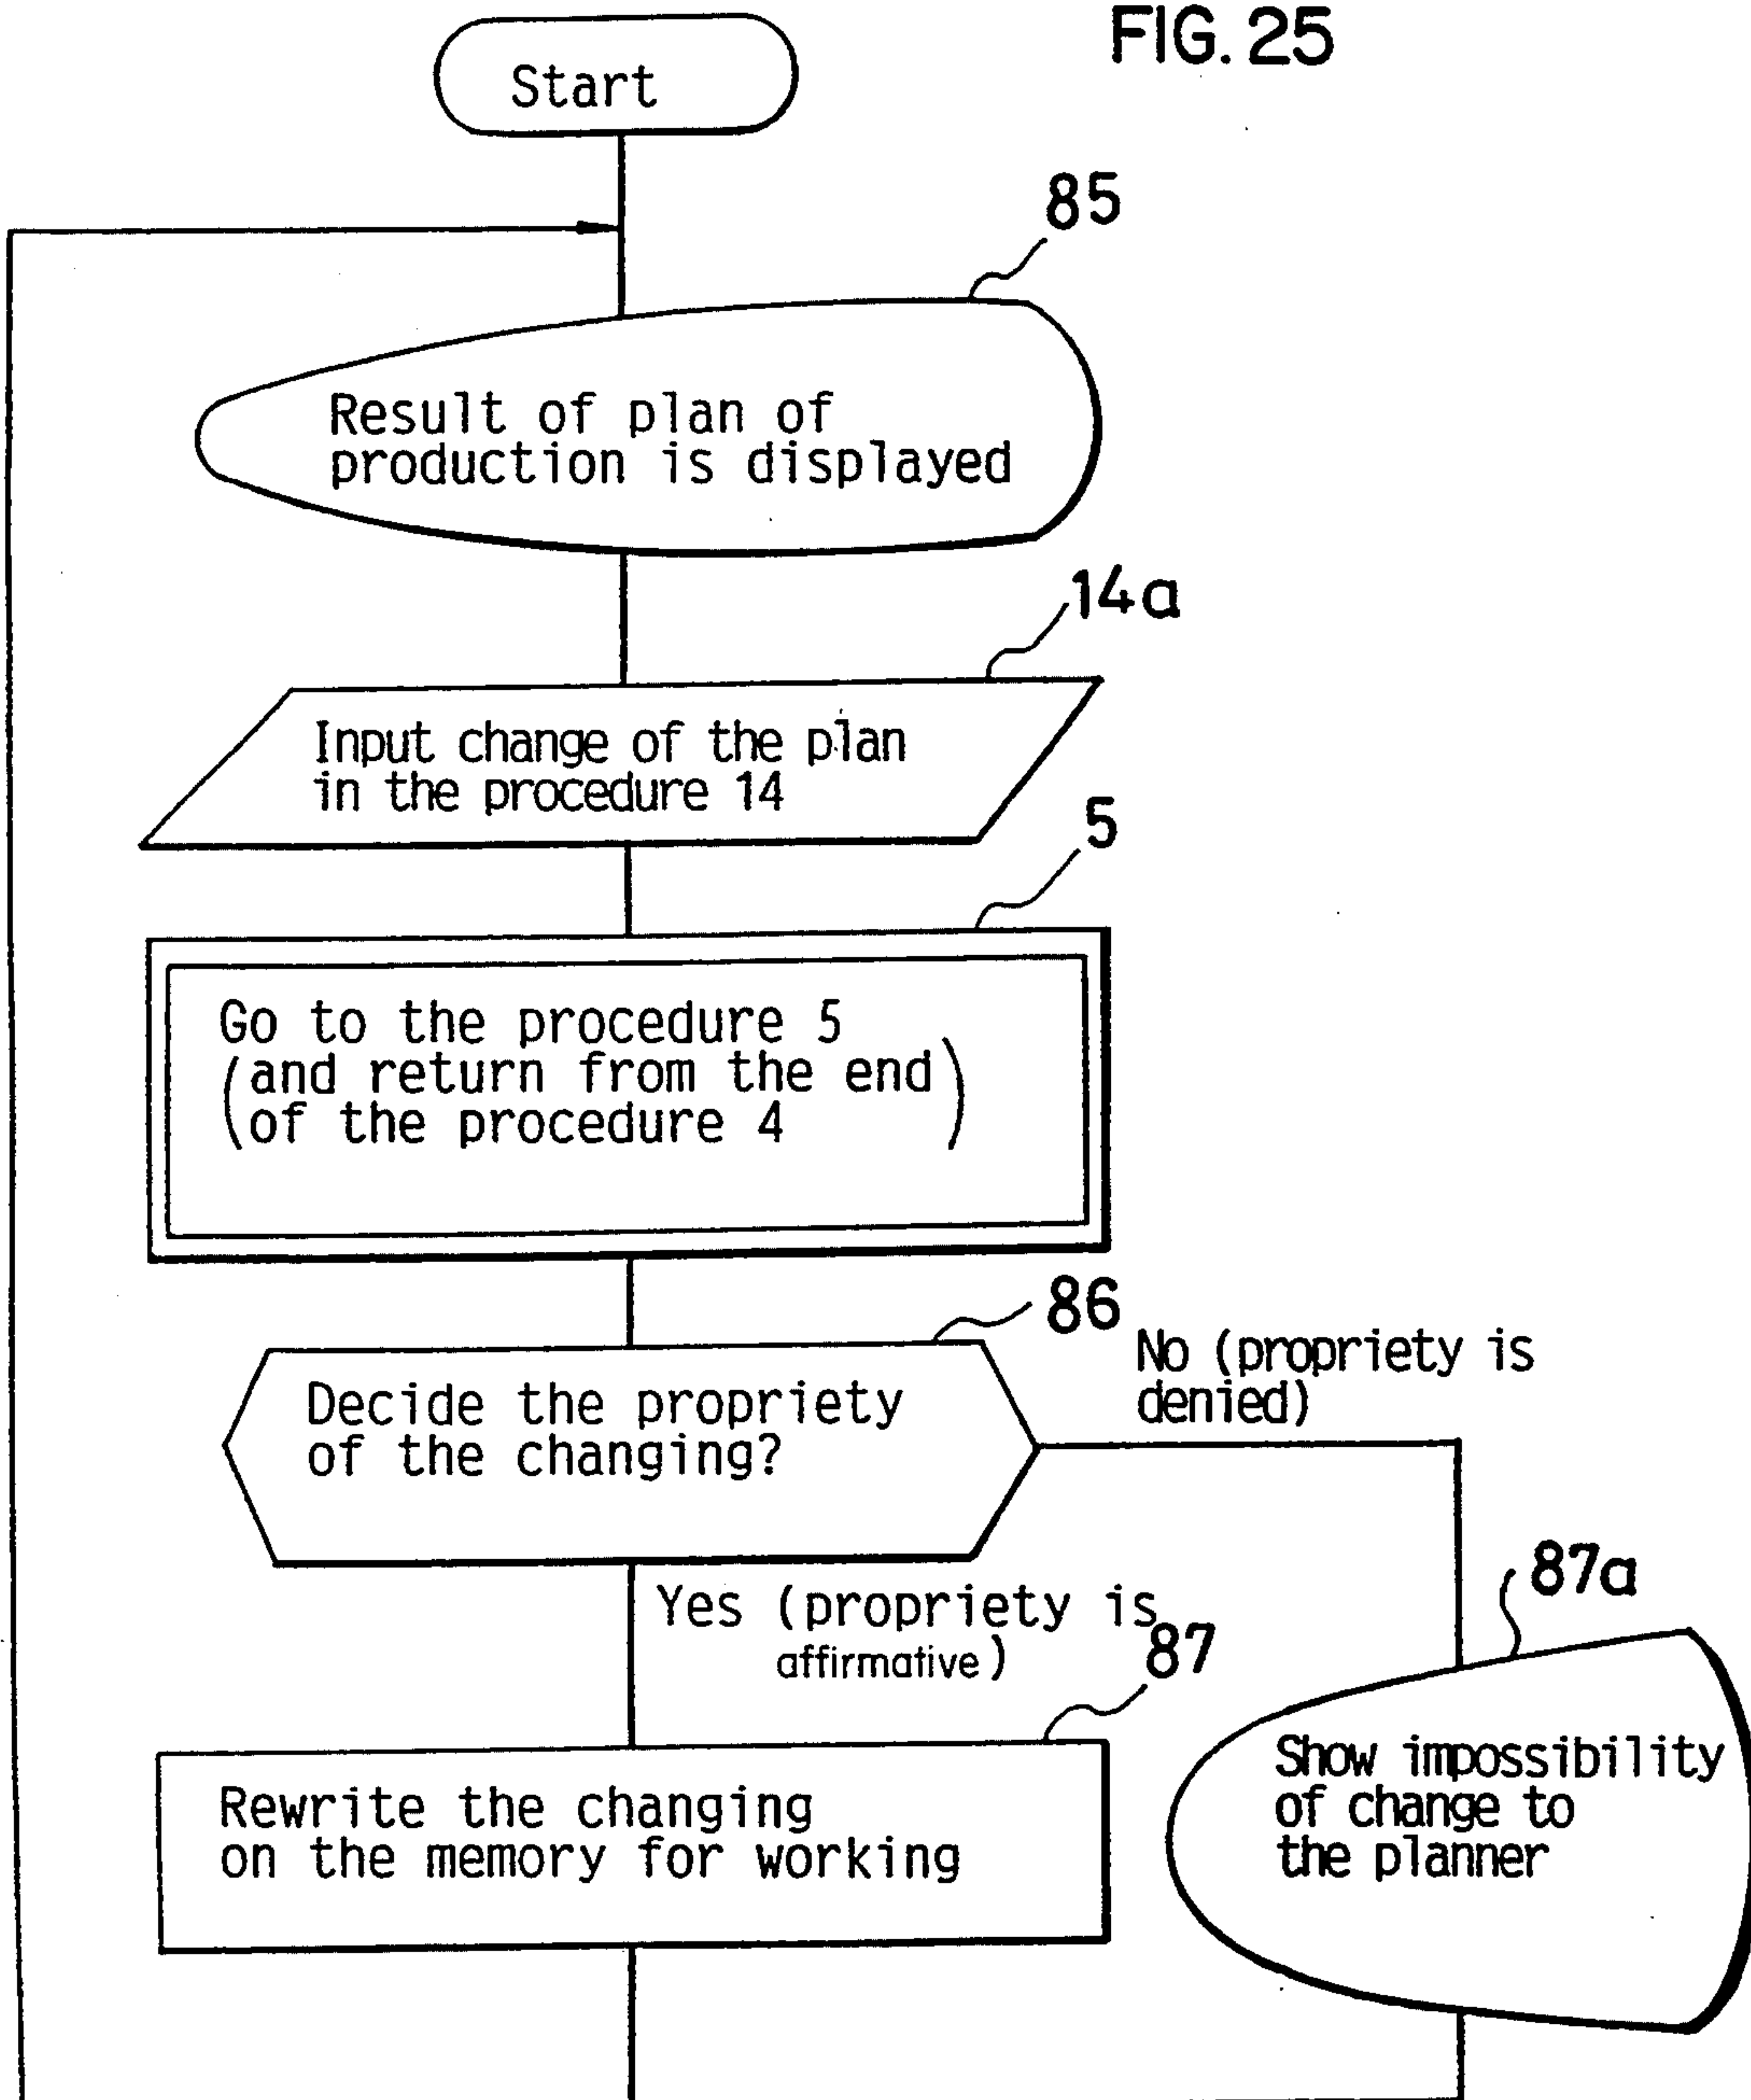 FIG. 25
Start
85
Result of plan of
production is displayed
14a
Input change of the plan
in the procedure 14
5
Go to the procedure 5
(and return from the end)
(of the procedure 4 )
86
No (propriety is
denied)
Decide the propriety
of the changing?
Yes (propriety is
affirmative)
87
87a
Rewrite the changing
on the memory for working
Show impossibility
of change to
the planner